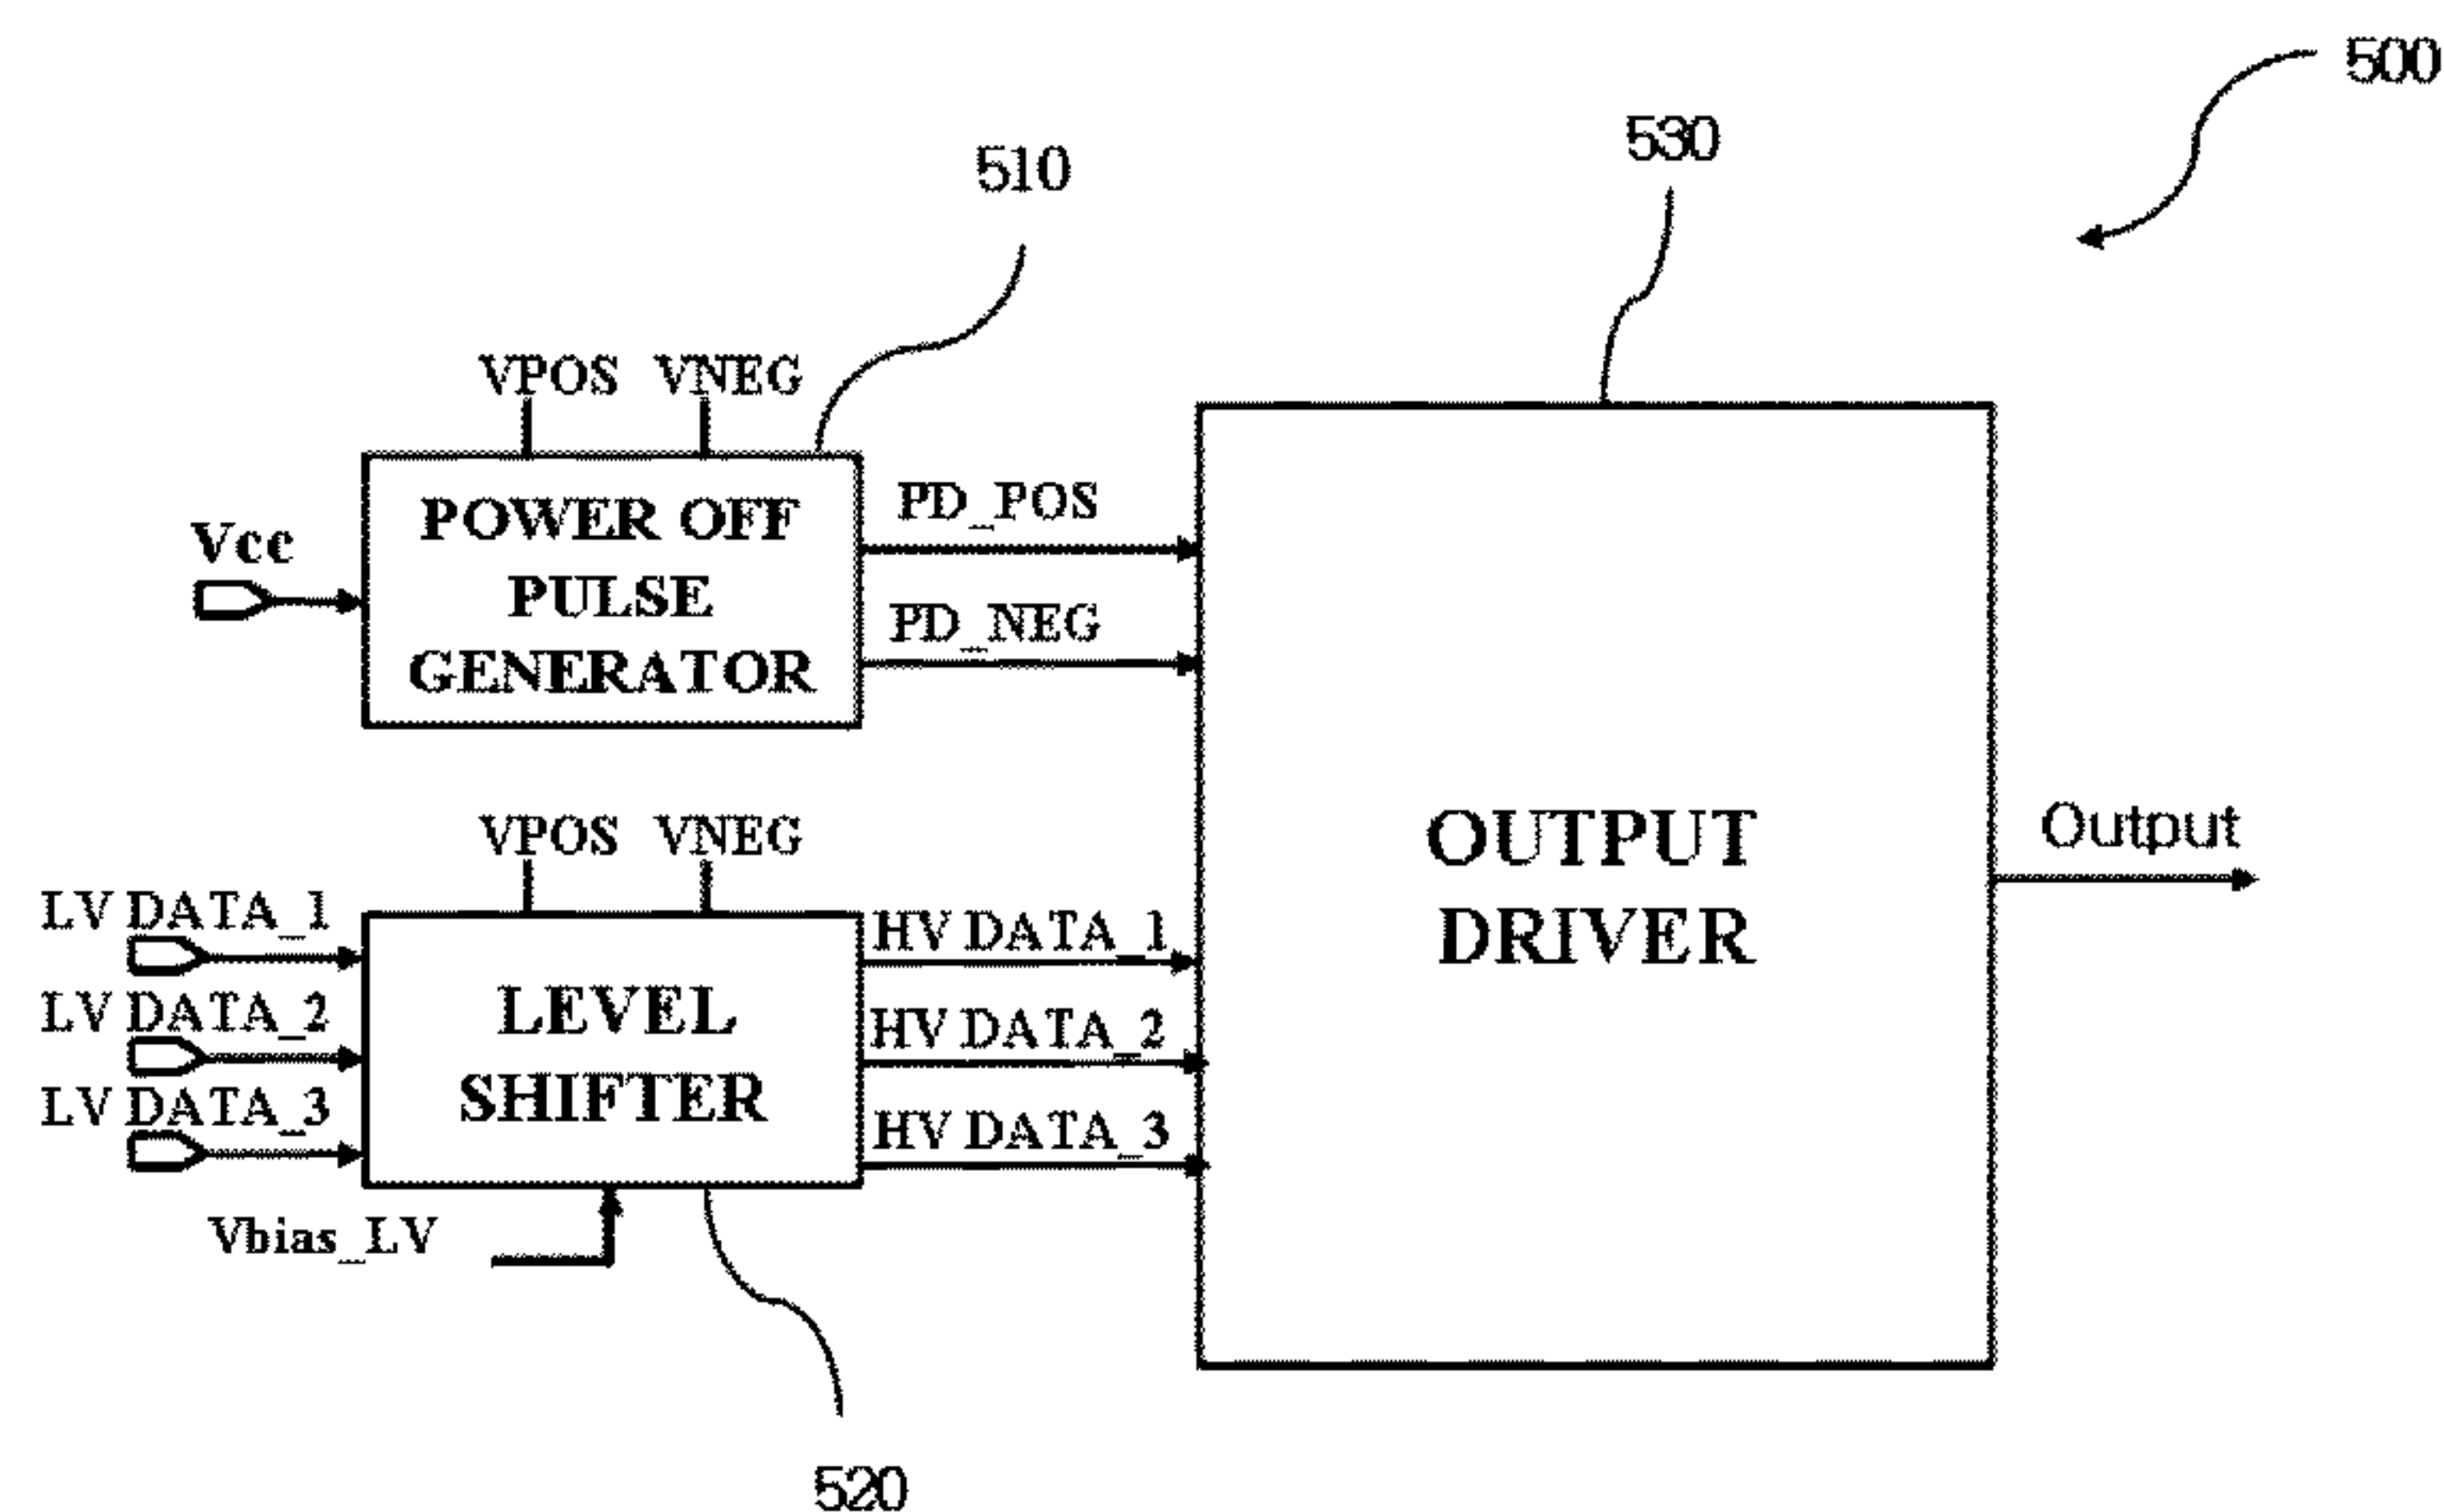 500
530
510
VPOS VNEG
POWER OFF
PULSE
GENERATOR
Vcc
PD_POS
PD_NEG
VPOS VNEG
LV DATA_1
LV DATA_2
LV DATA_3
LEVEL
SHIFTER
HV DATA_1
HV DATA_2
HV DATA_3
Vbias_LV
OUTPUT
DRIVER
Output
520